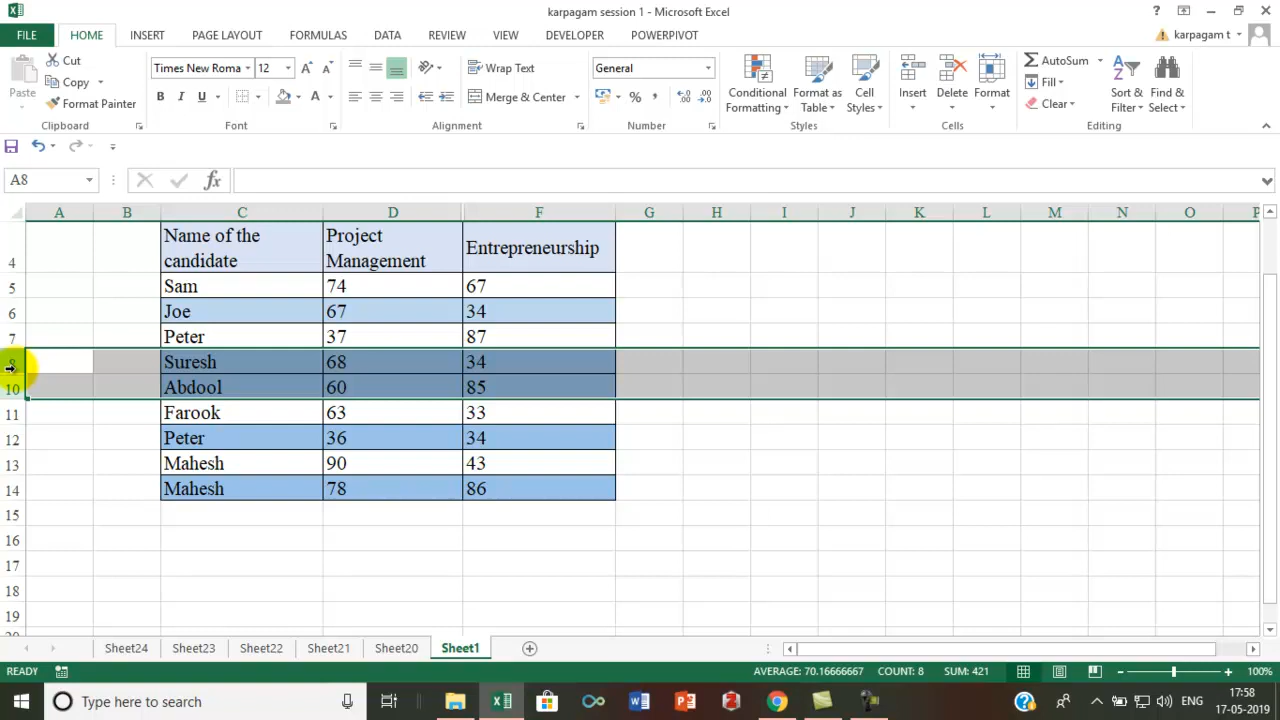 karpagam session 1 - Microsoft Excel
?
FILE HOME INSERT PAGE LAYOUT FORMULAS DATA REVIEW VIEW DEVELOPER POWERPIVOT karpagam t
Paste Cut
Copy
Format Painter
Times New Roma 12
B I U A
Wrap Text
Merge & Center
General
%
Conditional Formatting
Format as Table
Cell Styles
Insert Delete Format
AutoSum
Fill
Clear
Sort & Filter
Find & Select
Clipboard Font Alignment Number Styles Cells Editing
A8 fx
A B C D F G H I J K L M N O P
4 Name of the candidate Project Management Entrepreneurship
5 Sam 74 67
6 Joe 67 34
7 Peter 37 87
8 Suresh 68 34
10 Abdool 60 85
11 Farook 63 33
12 Peter 36 34
13 Mahesh 90 43
14 Mahesh 78 86
15
16
17
18
19
Sheet24 Sheet23 Sheet22 Sheet21 Sheet20 Sheet1
READY AVERAGE: 70.16666667 COUNT: 8 SUM: 421 100%
Type here to search ENG 17:58
17-05-2019